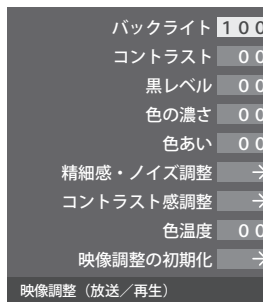 バックライト 100
コントラスト 00
黒レベル 00
色の濃さ 00
色あい 00
精細感・ノイズ調整 →
コントラスト感調整 →
色温度 00
映像調整の初期化 →
映像調整（放送／再生）